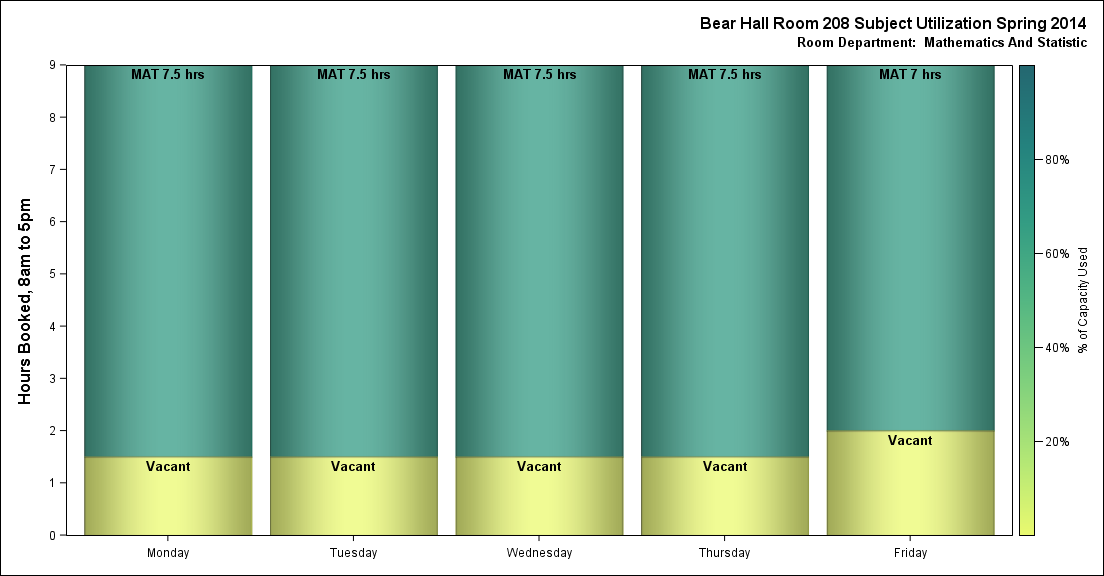 Bear Hall Room 208 Subject Utilization Spring 2014
Room Department:  Mathematics And Statistic
Hours Booked, 8am to 5pm
9
8
7
6
5
4
3
2
1
0
MAT 7.5 hrs
MAT 7.5 hrs
MAT 7.5 hrs
MAT 7.5 hrs
MAT 7 hrs
Vacant
Vacant
Vacant
Vacant
Vacant
Monday
Tuesday
Wednesday
Thursday
Friday
80%
60%
40%
20%
% of Capacity Used